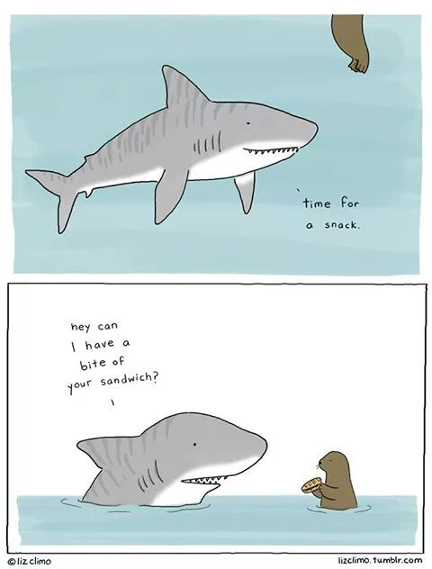 time for
a snack.
hey can
I have a
bite of
your sandwich?
© liz climo
lizclimo.tumblr.com